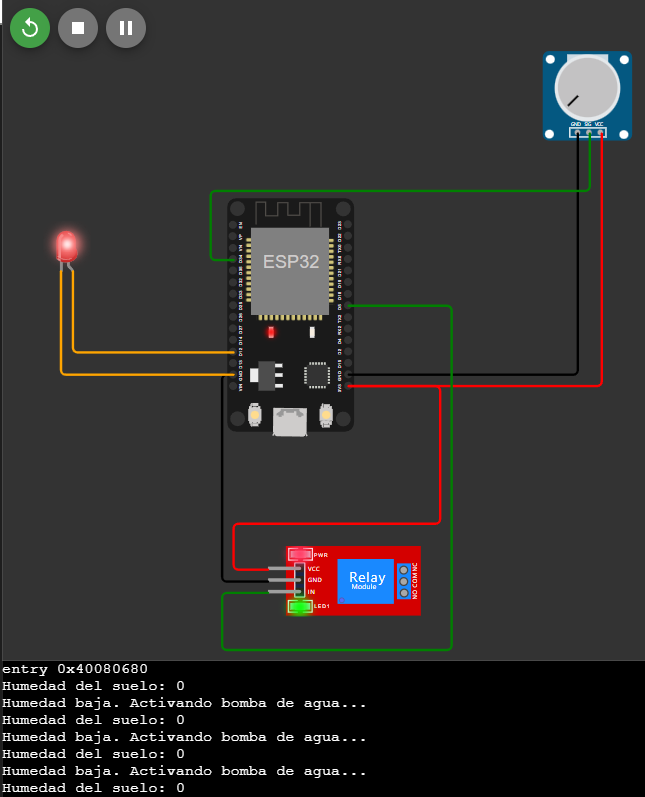 GND SIG VCC
ESP32
PWR
VCC
GND
IN
LED1
Relay
Module
NO COM NC
entry 0x40080680
Humedad del suelo: 0
Humedad baja. Activando bomba de agua...
Humedad del suelo: 0
Humedad baja. Activando bomba de agua...
Humedad del suelo: 0
Humedad baja. Activando bomba de agua...
Humedad del suelo: 0